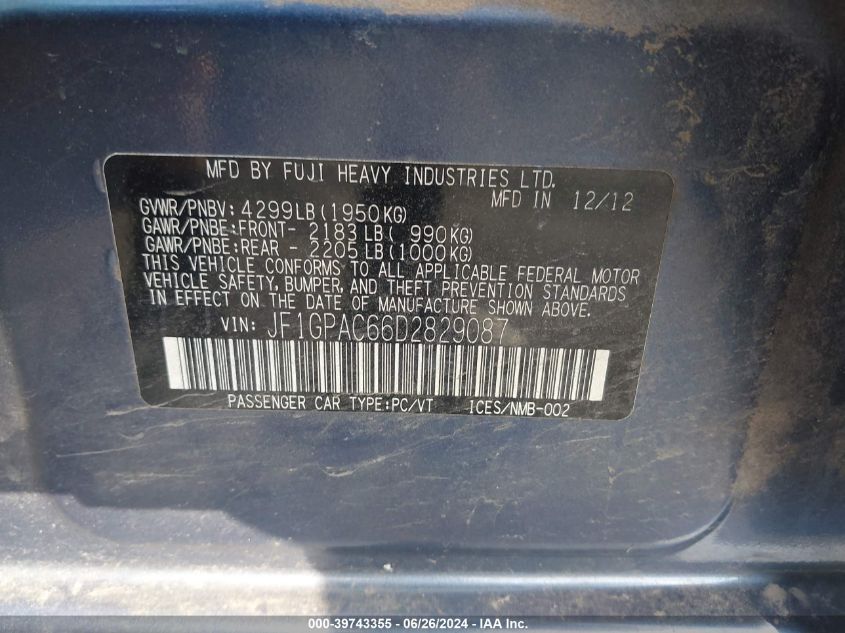 MFD BY FUJI HEAVY INDUSTRIES LTD.
MFD IN 12/12
GVWR/PNBV: 4299LB(1950KG)
GAWR/PNBE:FRONT- 2183LB( 990KG)
GAWR/PNBE:REAR - 2205LB(1000KG)
THIS VEHICLE CONFORMS TO ALL APPLICABLE FEDERAL MOTOR
VEHICLE SAFETY, BUMPER, AND THEFT PREVENTION STANDARDS
IN EFFECT ON THE DATE OF MANUFACTURE SHOWN ABOVE.
VIN: JF1GPAC66D2829087
PASSENGER CAR TYPE:PC/VT ICES/NMB-002
000-39743355 - 06/26/2024 - IAA Inc.